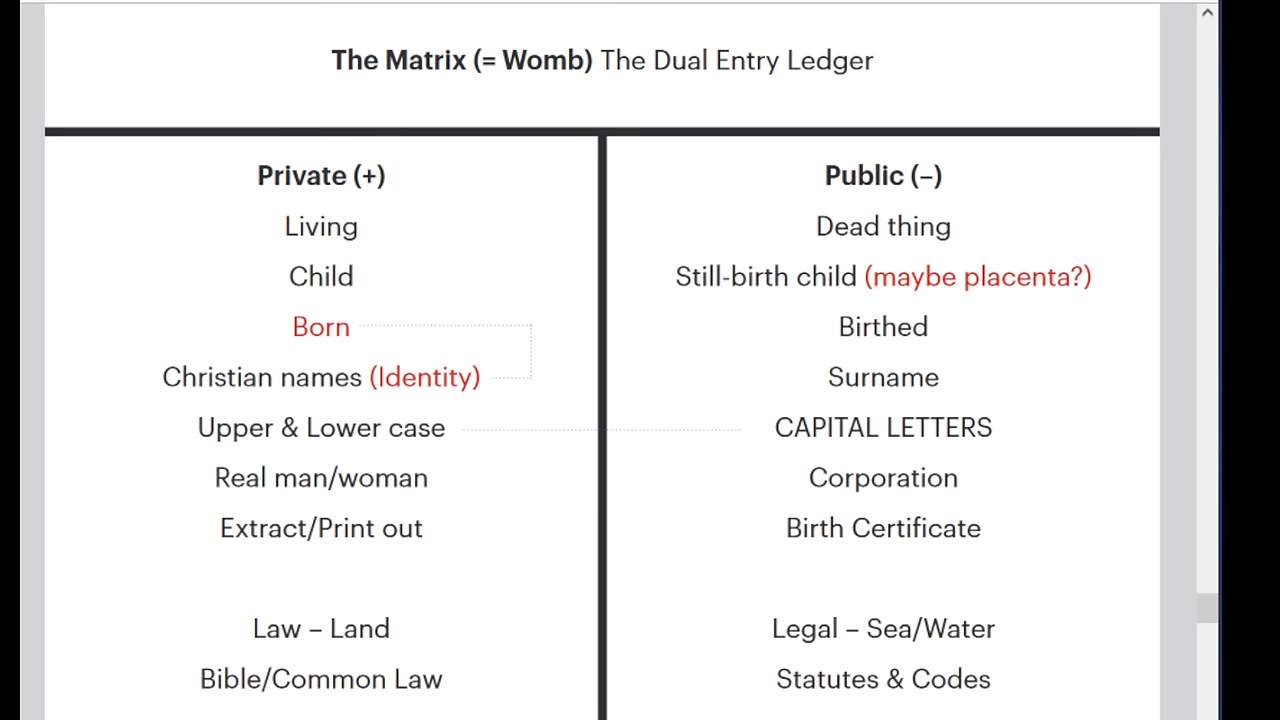 The Matrix (= Womb) The Dual Entry Ledger
Private (+)
Living
Child
Born
Christian names (Identity)
Upper & Lower case
Real man/woman
Extract/Print out
Law – Land
Bible/Common Law
Public (–)
Dead thing
Still-birth child (maybe placenta?)
Birthed
Surname
CAPITAL LETTERS
Corporation
Birth Certificate
Legal – Sea/Water
Statutes & Codes